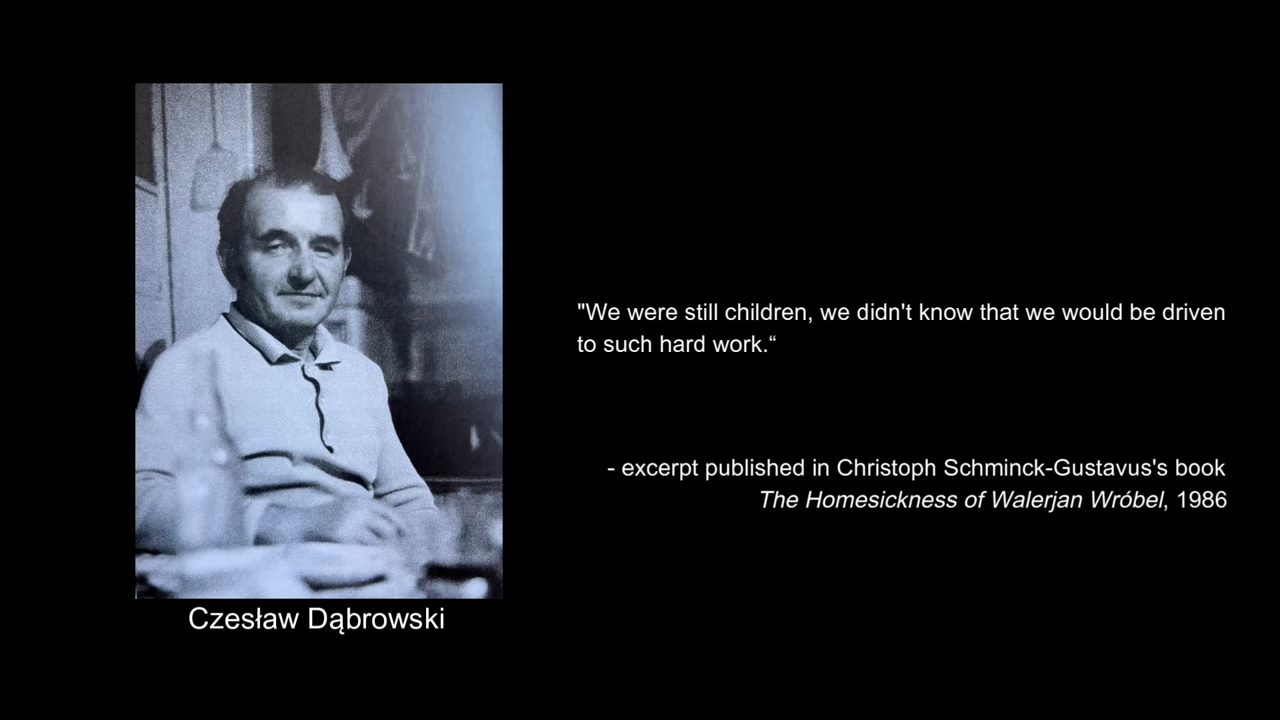 "We were still children, we didn't know that we would be driven
to such hard work.“
- excerpt published in Christoph Schminck-Gustavus's book
The Homesickness of Walerjan Wróbel, 1986
Czesław Dąbrowski